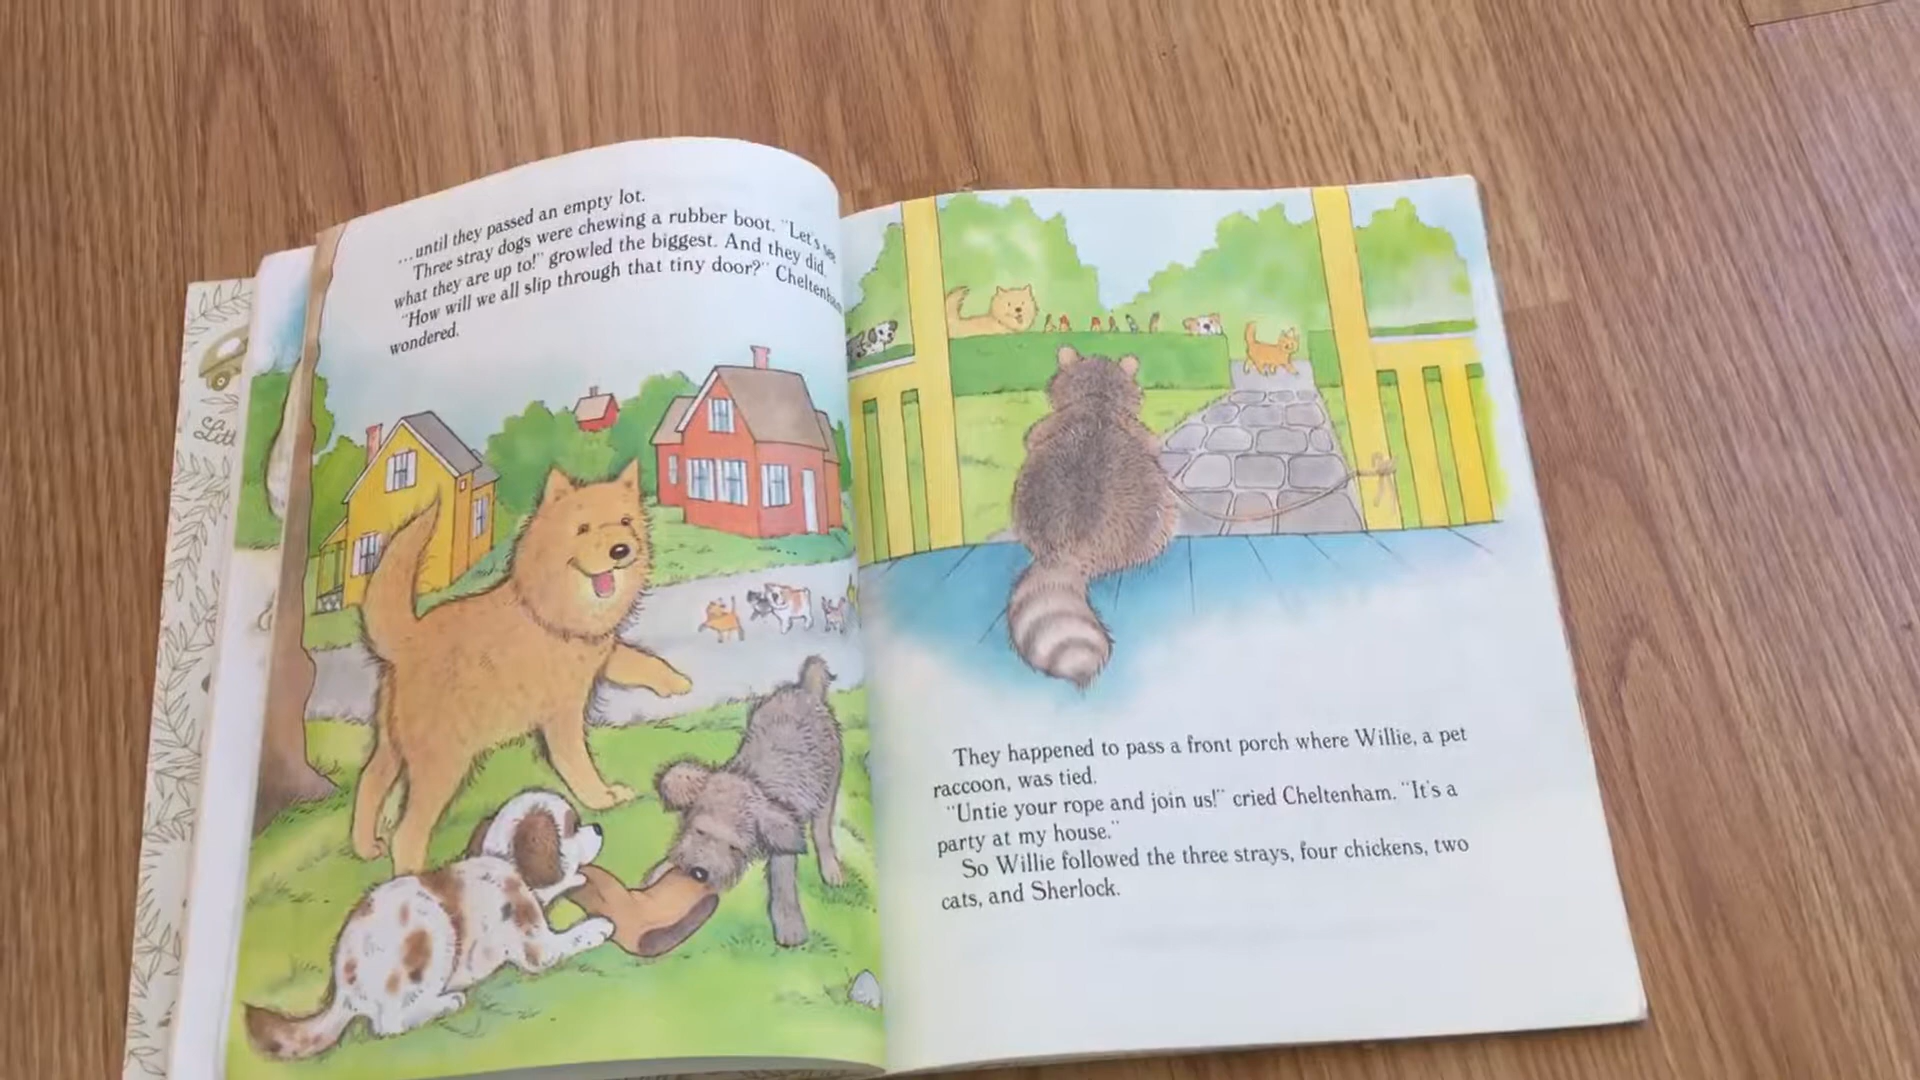 ...until they passed an empty lot.
Three stray dogs were chewing a rubber boot. "Let's see
what they are up to!" growled the biggest. And they did.
"How will we all slip through that tiny door?" Cheltenham
wondered.
They happened to pass a front porch where Willie, a pet
raccoon, was tied.
"Untie your rope and join us!" cried Cheltenham. "It's a
party at my house."
So Willie followed the three strays, four chickens, two
cats, and Sherlock.